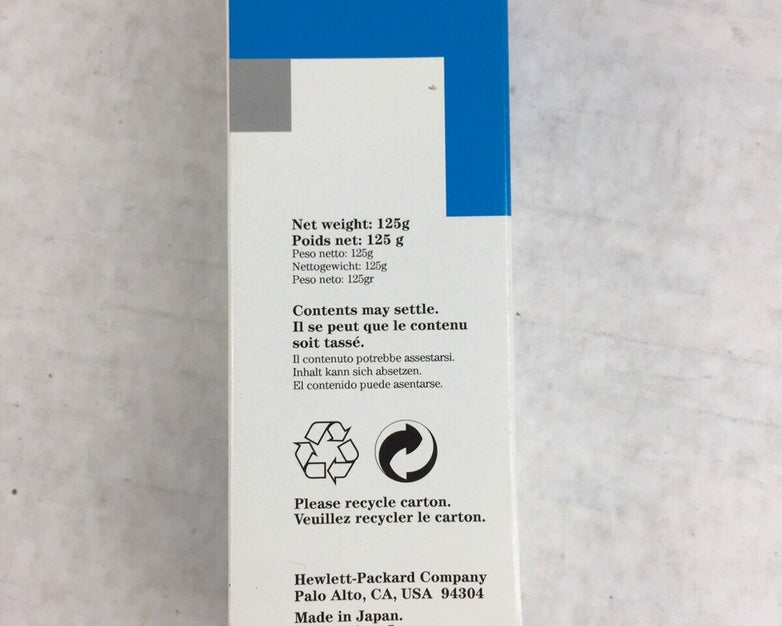 Net weight: 125g
Poids net: 125 g
Peso netto: 125g
Nettogewicht: 125g
Peso neto: 125gr
Contents may settle.
Il se peut que le contenu
soit tassé.
Il contenuto potrebbe assestarsi.
Inhalt kann sich absetzen.
El contenido puede asentarse.
Please recycle carton.
Veuillez recycler le carton.
Hewlett-Packard Company
Palo Alto, CA, USA 94304
Made in Japan.